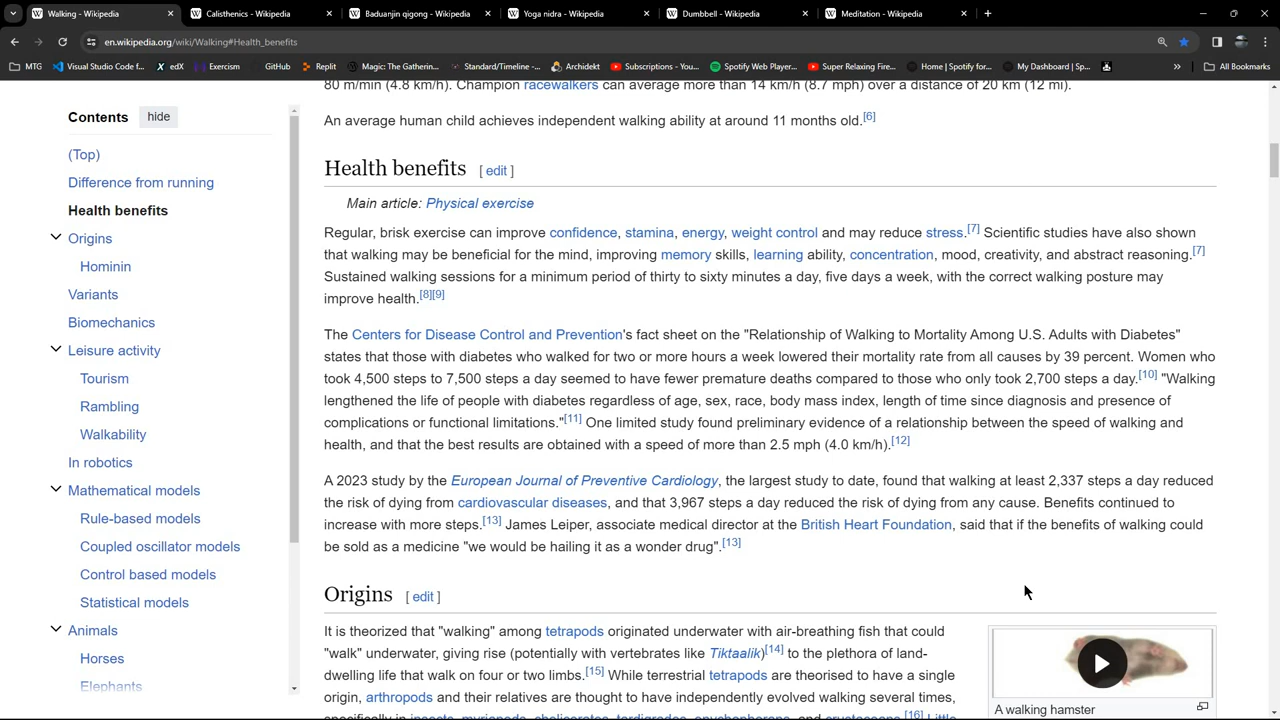 Walking - Wikipedia
Calisthenics - Wikipedia
Baduanjin qigong - Wikipedia
Yoga nidra - Wikipedia
Dumbbell - Wikipedia
Meditation - Wikipedia
en.wikipedia.org/wiki/Walking#Health_benefits
MTG
Visual Studio Code f...
edX
Exercism
GitHub
Replit
Magic: The Gatherin...
Standard/Timeline -...
Archidekt
Subscriptions - You...
Spotify Web Player...
Super Relaxing Fire...
Home | Spotify for...
My Dashboard | Sp...
»
All Bookmarks
Contents hide
(Top)
Difference from running
Health benefits
Origins
Hominin
Variants
Biomechanics
Leisure activity
Tourism
Rambling
Walkability
In robotics
Mathematical models
Rule-based models
Coupled oscillator models
Control based models
Statistical models
Animals
Horses
Elephants
80 m/min (4.8 km/h). Champion racewalkers can average more than 14 km/h (8.7 mph) over a distance of 20 km (12 mi).
An average human child achieves independent walking ability at around 11 months old.[6]
Health benefits [ edit ]
Main article: Physical exercise
Regular, brisk exercise can improve confidence, stamina, energy, weight control and may reduce stress.[7] Scientific studies have also shown
that walking may be beneficial for the mind, improving memory skills, learning ability, concentration, mood, creativity, and abstract reasoning.[7]
Sustained walking sessions for a minimum period of thirty to sixty minutes a day, five days a week, with the correct walking posture may
improve health.[8][9]
The Centers for Disease Control and Prevention's fact sheet on the "Relationship of Walking to Mortality Among U.S. Adults with Diabetes"
states that those with diabetes who walked for two or more hours a week lowered their mortality rate from all causes by 39 percent. Women who
took 4,500 steps to 7,500 steps a day seemed to have fewer premature deaths compared to those who only took 2,700 steps a day.[10] "Walking
lengthened the life of people with diabetes regardless of age, sex, race, body mass index, length of time since diagnosis and presence of
complications or functional limitations."[11] One limited study found preliminary evidence of a relationship between the speed of walking and
health, and that the best results are obtained with a speed of more than 2.5 mph (4.0 km/h).[12]
A 2023 study by the European Journal of Preventive Cardiology, the largest study to date, found that walking at least 2,337 steps a day reduced
the risk of dying from cardiovascular diseases, and that 3,967 steps a day reduced the risk of dying from any cause. Benefits continued to
increase with more steps.[13] James Leiper, associate medical director at the British Heart Foundation, said that if the benefits of walking could
be sold as a medicine "we would be hailing it as a wonder drug".[13]
Origins [ edit ]
It is theorized that "walking" among tetrapods originated underwater with air-breathing fish that could
"walk" underwater, giving rise (potentially with vertebrates like Tiktaalik)[14] to the plethora of land-
dwelling life that walk on four or two limbs.[15] While terrestrial tetrapods are theorised to have a single
origin, arthropods and their relatives are thought to have independently evolved walking several times,
specifically in insects, myriapods, chelicerates, tardigrades, onychophorans, and crustaceans.[16] Little
A walking hamster